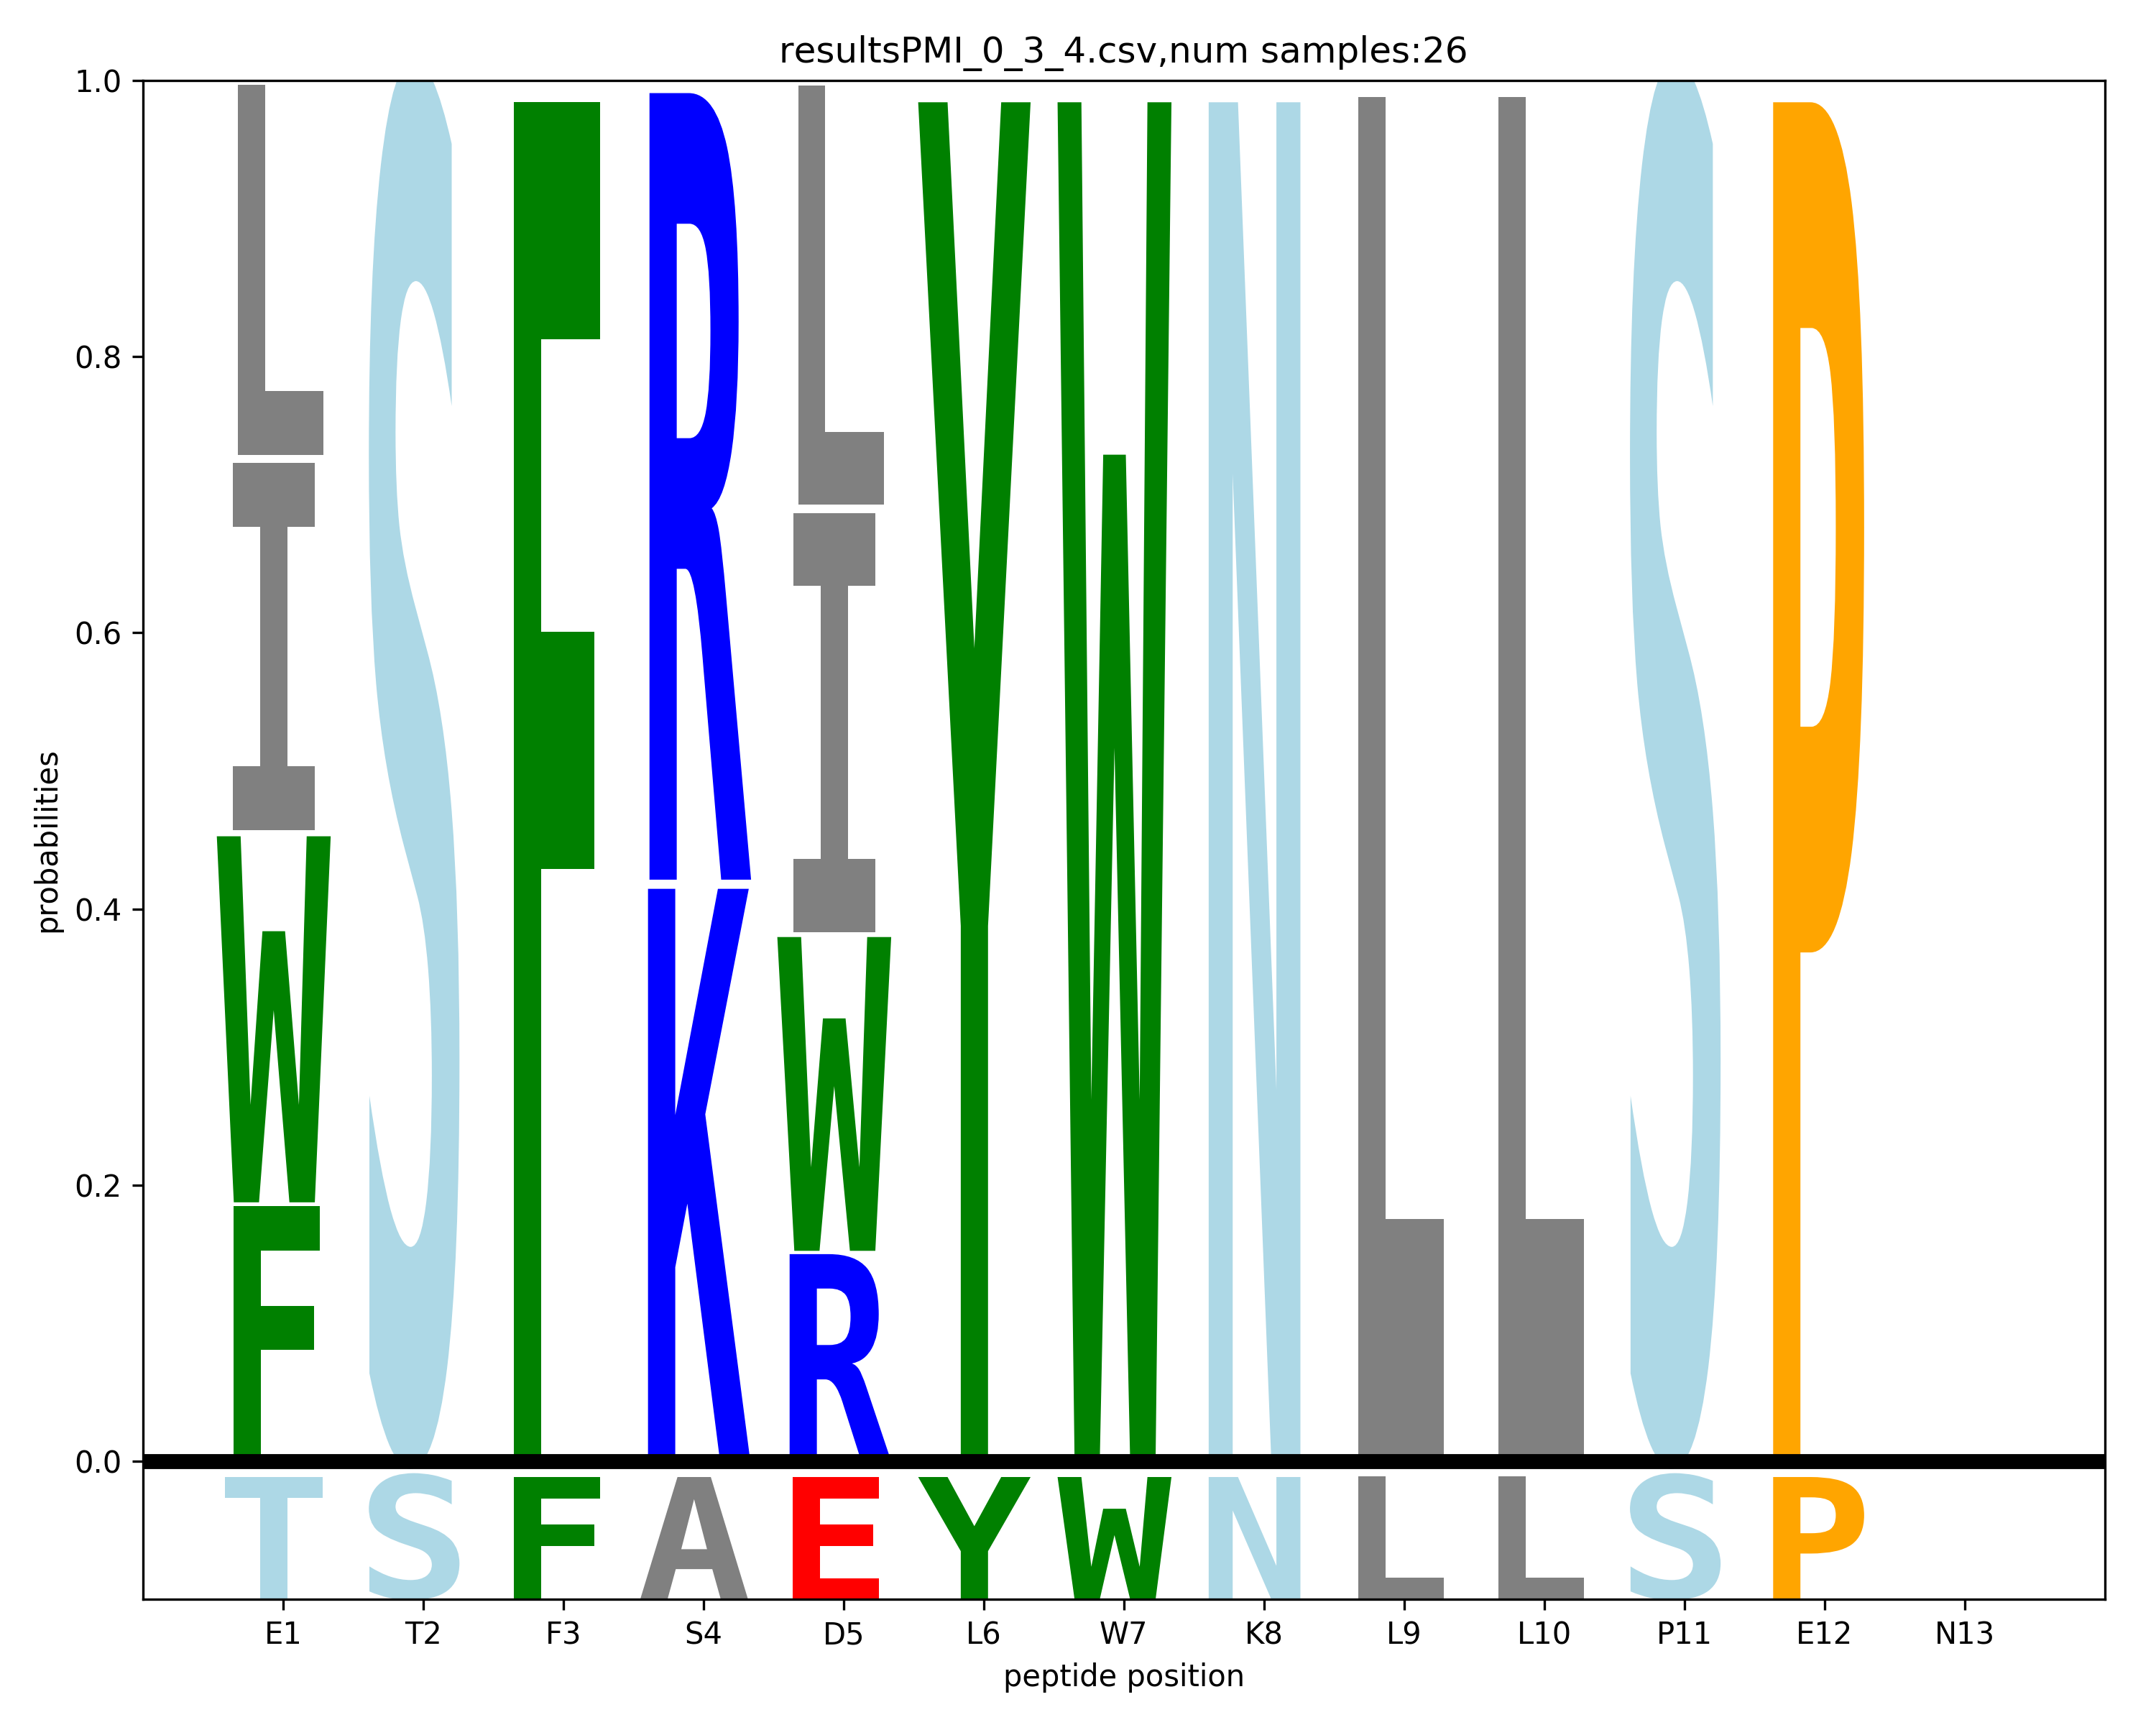 resultsPMI_0_3_4.csv,num samples:26
1.0
0.8
0.6
0.4
0.2
0.0
probabilities
L S F R L Y W N L L S P
I K I
W W
F R
T S F A E Y W N L L S P
E1 T2 F3 S4 D5 L6 W7 K8 L9 L10 P11 E12 N13
peptide position